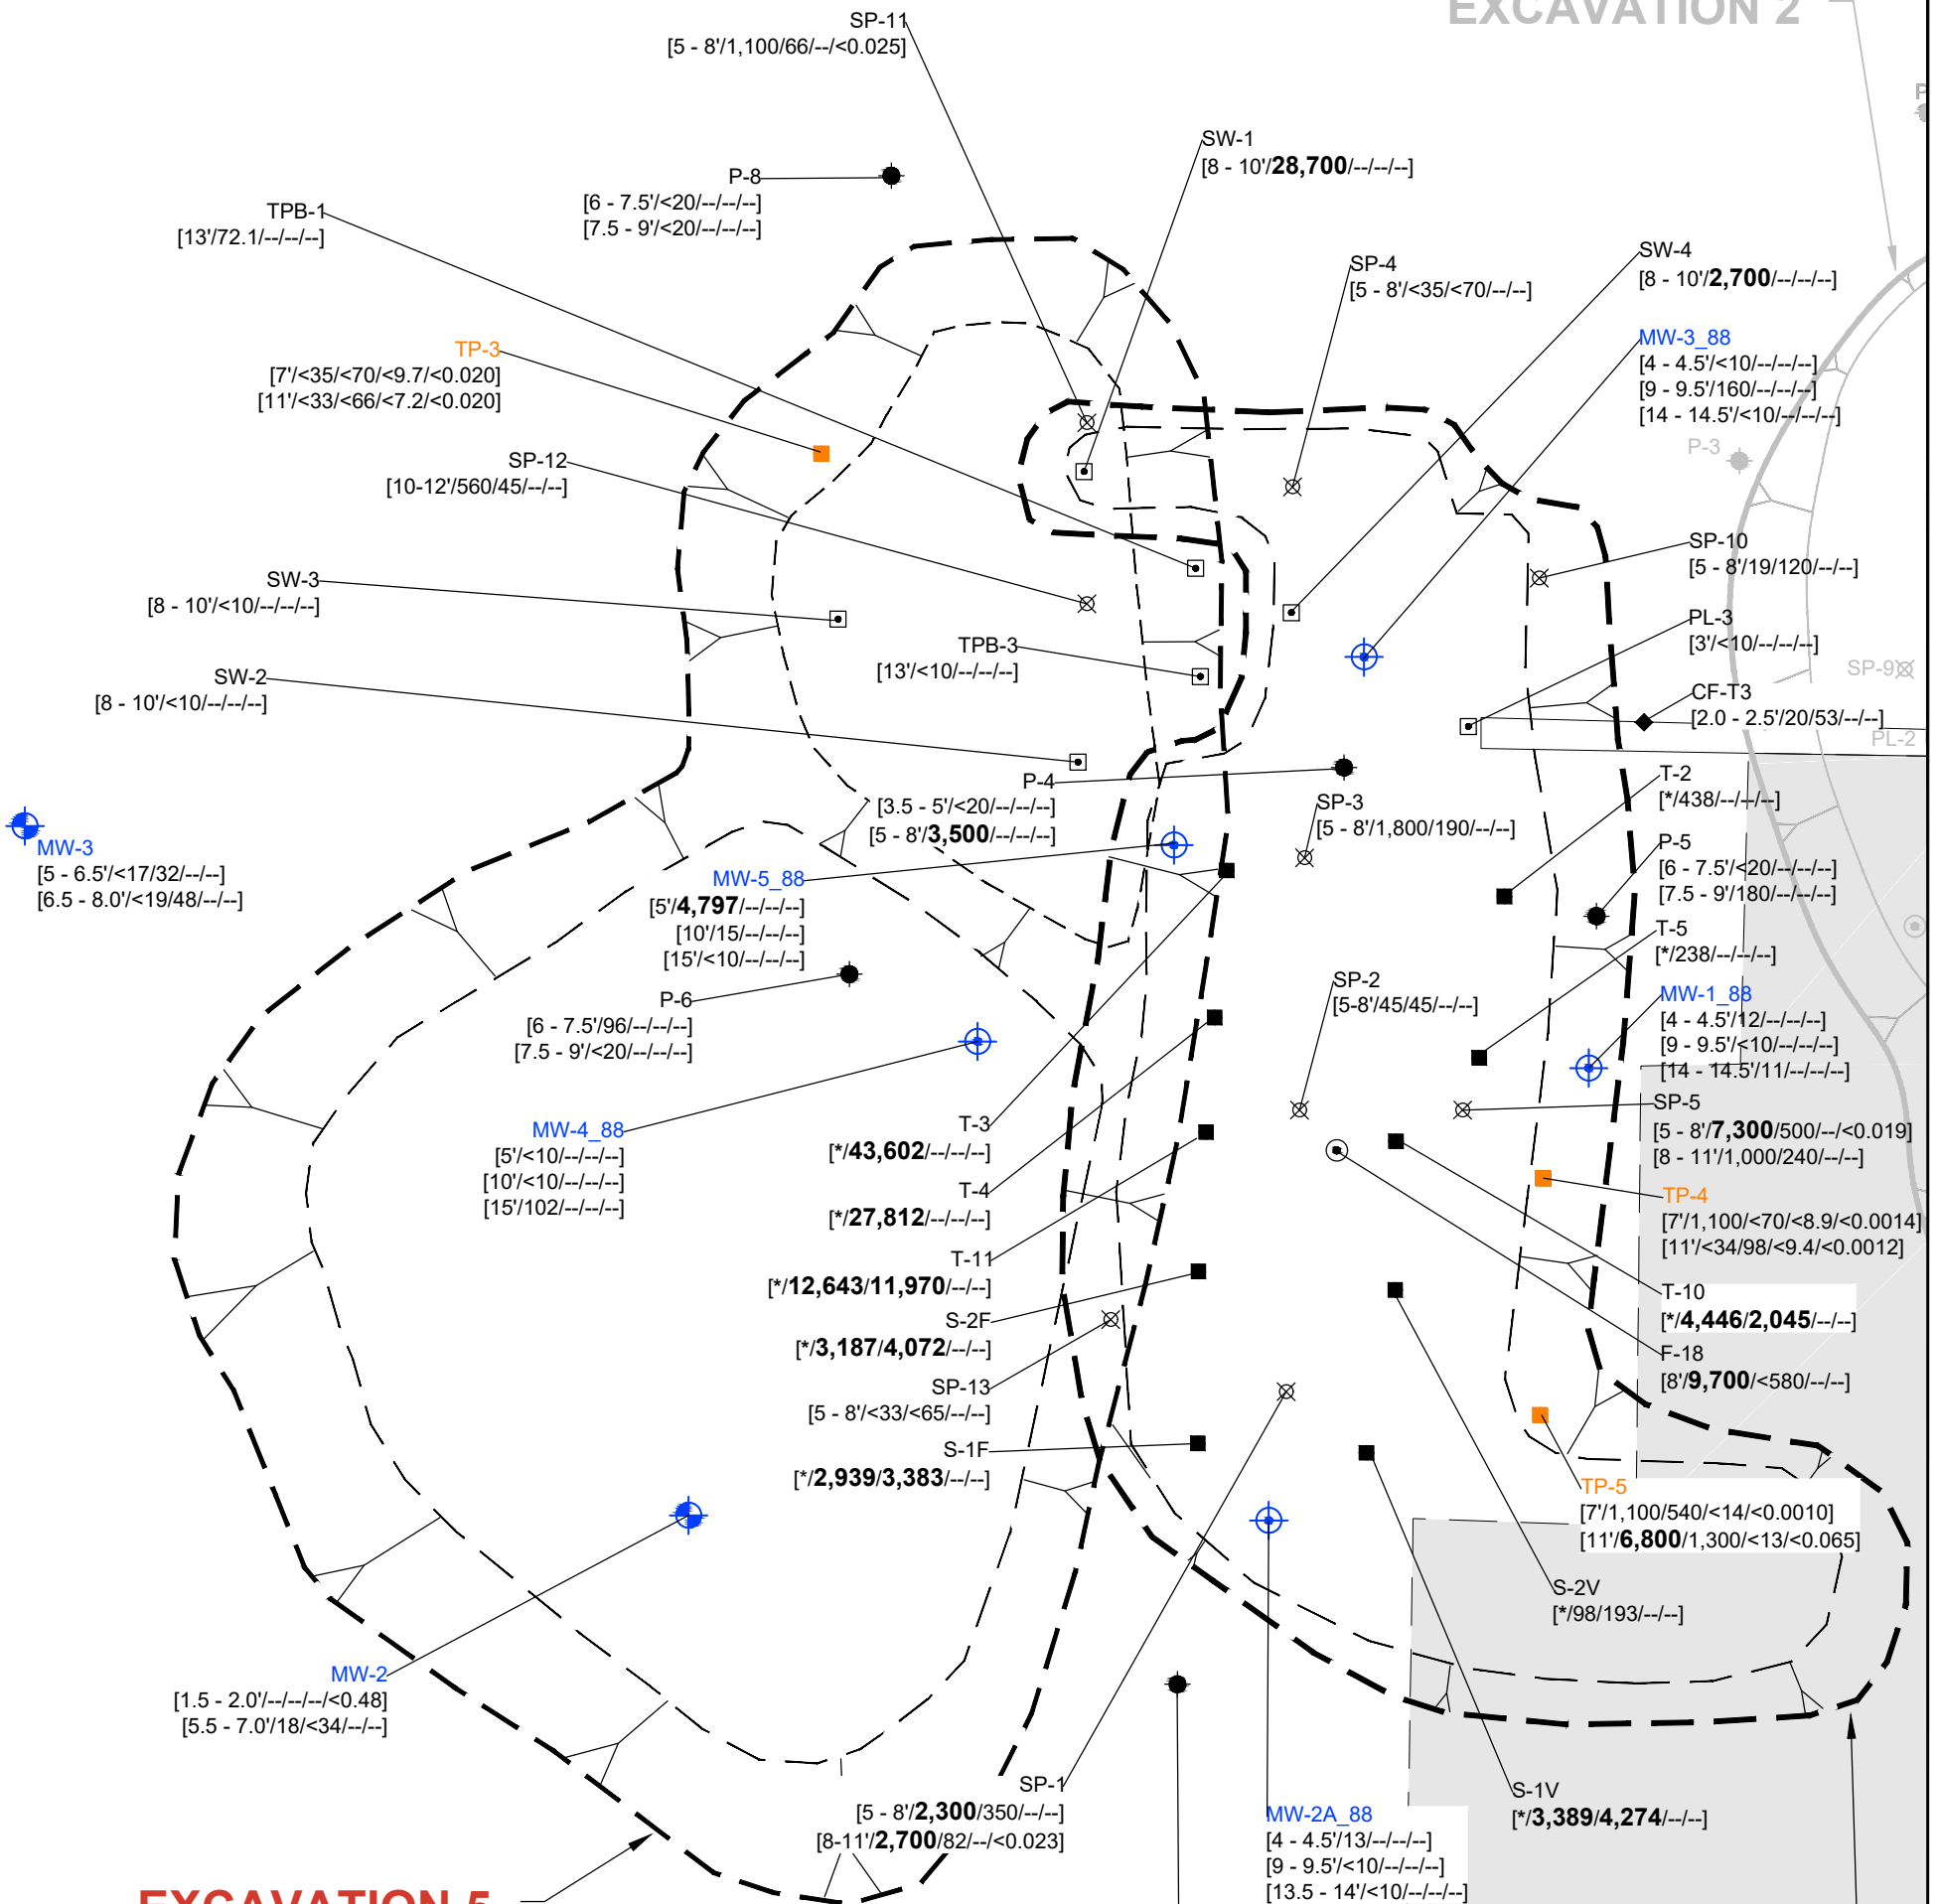 EXCAVATION 2
SP-11
[5 - 8'/1,100/66/--/<0.025]
SW-1
[8 - 10'/28,700/--/--/--]
P-8
[6 - 7.5'/<20/--/--/--]
[7.5 - 9'/<20/--/--/--]
TPB-1
[13'/72.1/--/--/--]
SW-4
[8 - 10'/2,700/--/--/--]
SP-4
[5 - 8'/<35/<70/--/--]
MW-3_88
[4 - 4.5'/<10/--/--/--]
[9 - 9.5'/160/--/--/--]
[14 - 14.5'/<10/--/--/--]
TP-3
[7'/<35/<70/<9.7/<0.020]
[11'/<33/<66/<7.2/<0.020]
P-3
SP-12
[10-12'/560/45/--/--]
SP-10
[5 - 8'/19/120/--/--]
SW-3
[8 - 10'/<10/--/--/--]
PL-3
[3'/<10/--/--/--]
TPB-3
[13'/<10/--/--/--]
SP-9
SW-2
[8 - 10'/<10/--/--/--]
CF-T3
[2.0 - 2.5'/20/53/--/--]
PL-2
P-4
[3.5 - 5'/<20/--/--/--]
[5 - 8'/3,500/--/--/--]
T-2
[*/438/--/--/--]
SP-3
[5 - 8'/1,800/190/--/--]
P-5
[6 - 7.5'/<20/--/--/--]
[7.5 - 9'/180/--/--/--]
MW-3
[5 - 6.5'/<17/32/--/--]
[6.5 - 8.0'/<19/48/--/--]
MW-5_88
[5'/4,797/--/--/--]
[10'/15/--/--/--]
[15'/<10/--/--/--]
T-5
[*/238/--/--/--]
SP-2
[5-8'/45/45/--/--]
MW-1_88
[4 - 4.5'/12/--/--/--]
[9 - 9.5'/<10/--/--/--]
[14 - 14.5'/11/--/--/--]
P-6
[6 - 7.5'/96/--/--/--]
[7.5 - 9'/<20/--/--/--]
SP-5
[5 - 8'/7,300/500/--/<0.019]
[8 - 11'/1,000/240/--/--]
MW-4_88
[5'/<10/--/--/--]
[10'/<10/--/--/--]
[15'/102/--/--/--]
T-3
[*/43,602/--/--/--]
T-4
[*/27,812/--/--/--]
TP-4
[7'/1,100/<70/<8.9/<0.0014]
[11'/<34/98/<9.4/<0.0012]
T-11
[*/12,643/11,970/--/--]
T-10
[*/4,446/2,045/--/--]
S-2F
[*/3,187/4,072/--/--]
F-18
[8'/9,700/<580/--/--]
SP-13
[5 - 8'/<33/<65/--/--]
S-1F
[*/2,939/3,383/--/--]
TP-5
[7'/1,100/540/<14/<0.0010]
[11'/6,800/1,300/<13/<0.065]
S-2V
[*/98/193/--/--]
MW-2
[1.5 - 2.0'/--/--/--/<0.48]
[5.5 - 7.0'/18/<34/--/--]
SP-1
[5 - 8'/2,300/350/--/--]
[8-11'/2,700/82/--/<0.023]
S-1V
[*/3,389/4,274/--/--]
MW-2A_88
[4 - 4.5'/13/--/--/--]
[9 - 9.5'/<10/--/--/--]
[13.5 - 14'/<10/--/--/--]
EXCAVATION 5